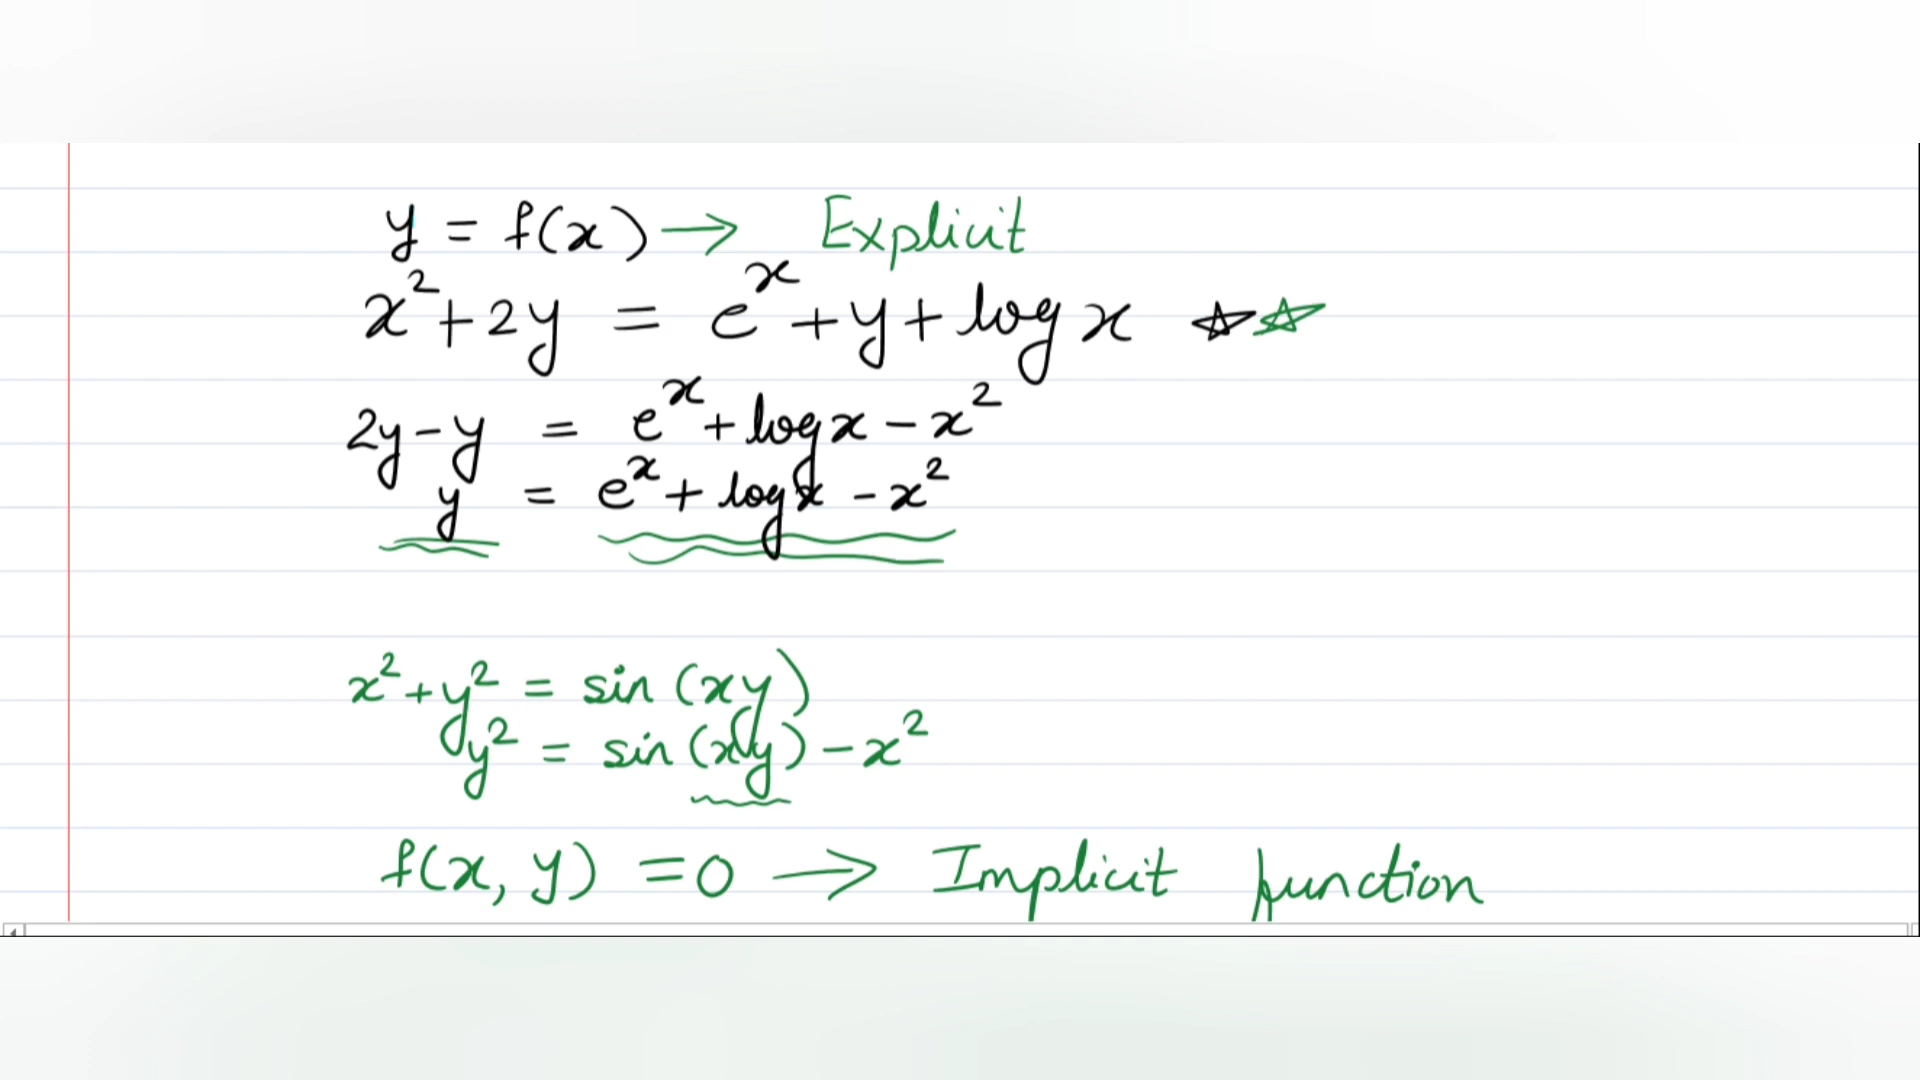 y = f(x) → Explicit
x² + 2y = eˣ + y + log x ☆☆
2y - y = eˣ + log x - x²
y = eˣ + log x - x²
x² + y² = sin (xy)
y² = sin (xy) - x²
f(x, y) = 0 → Implicit function